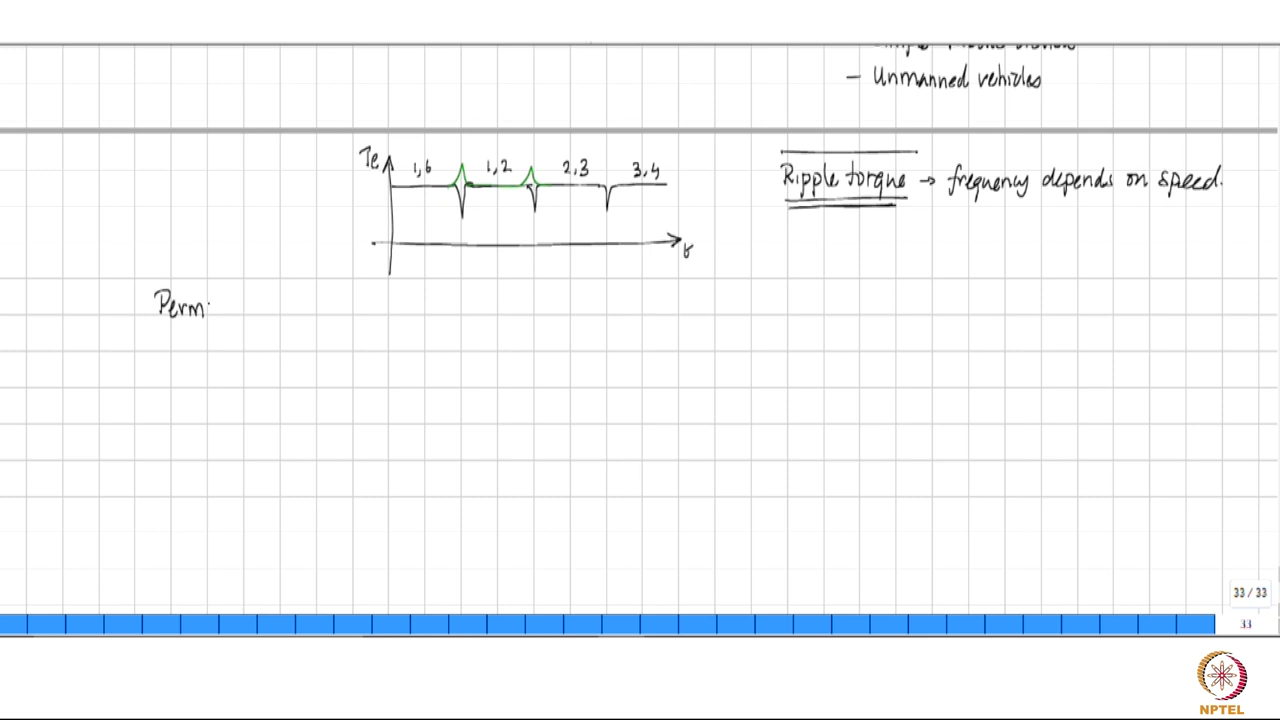 - Unmanned vehicles
Te
1,6 1,2 2,3 3,4
Ripple torque → frequency depends on speed.
t
Perm
33 / 33
33
NPTEL